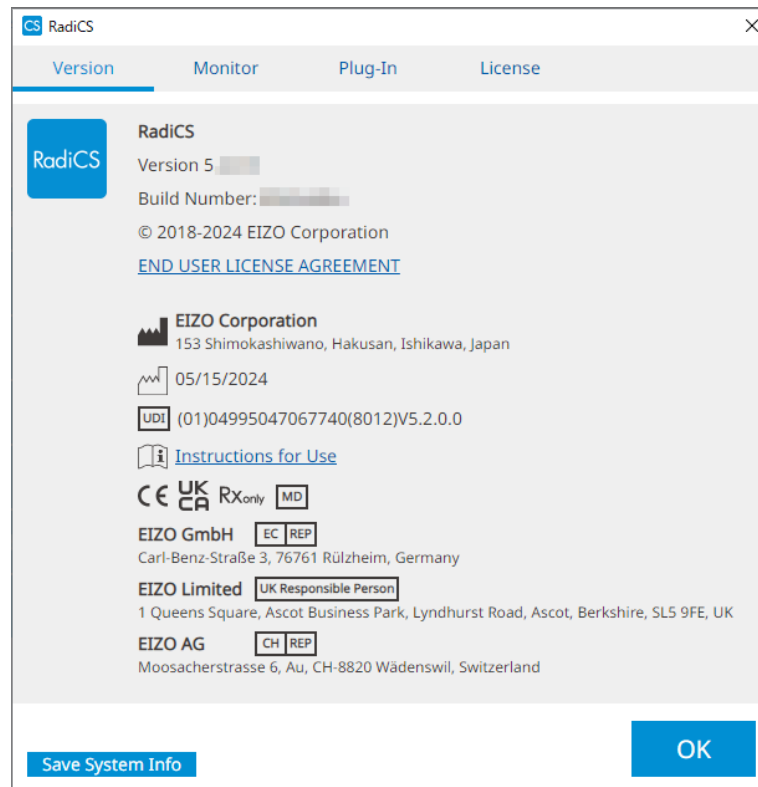 CS RadiCS
Version Monitor Plug-In License
RadiCS
RadiCS
Version 5
Build Number:
© 2018-2024 EIZO Corporation
END USER LICENSE AGREEMENT
EIZO Corporation
153 Shimokashiwano, Hakusan, Ishikawa, Japan
05/15/2024
UDI (01)04995047067740(8012)V5.2.0.0
Instructions for Use
CE UK CA Rx only MD
EIZO GmbH EC REP
Carl-Benz-Straße 3, 76761 Rülzheim, Germany
EIZO Limited UK Responsible Person
1 Queens Square, Ascot Business Park, Lyndhurst Road, Ascot, Berkshire, SL5 9FE, UK
EIZO AG CH REP
Moosacherstrasse 6, Au, CH-8820 Wädenswil, Switzerland
OK
Save System Info